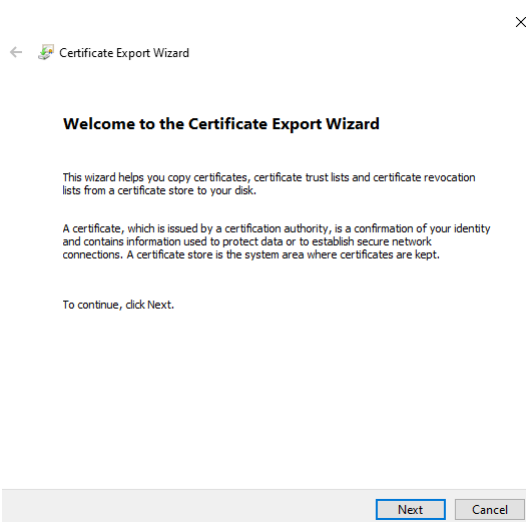 Certificate Export Wizard
Welcome to the Certificate Export Wizard
This wizard helps you copy certificates, certificate trust lists and certificate revocation
lists from a certificate store to your disk.
A certificate, which is issued by a certification authority, is a confirmation of your identity
and contains information used to protect data or to establish secure network
connections. A certificate store is the system area where certificates are kept.
To continue, click Next.
Next Cancel